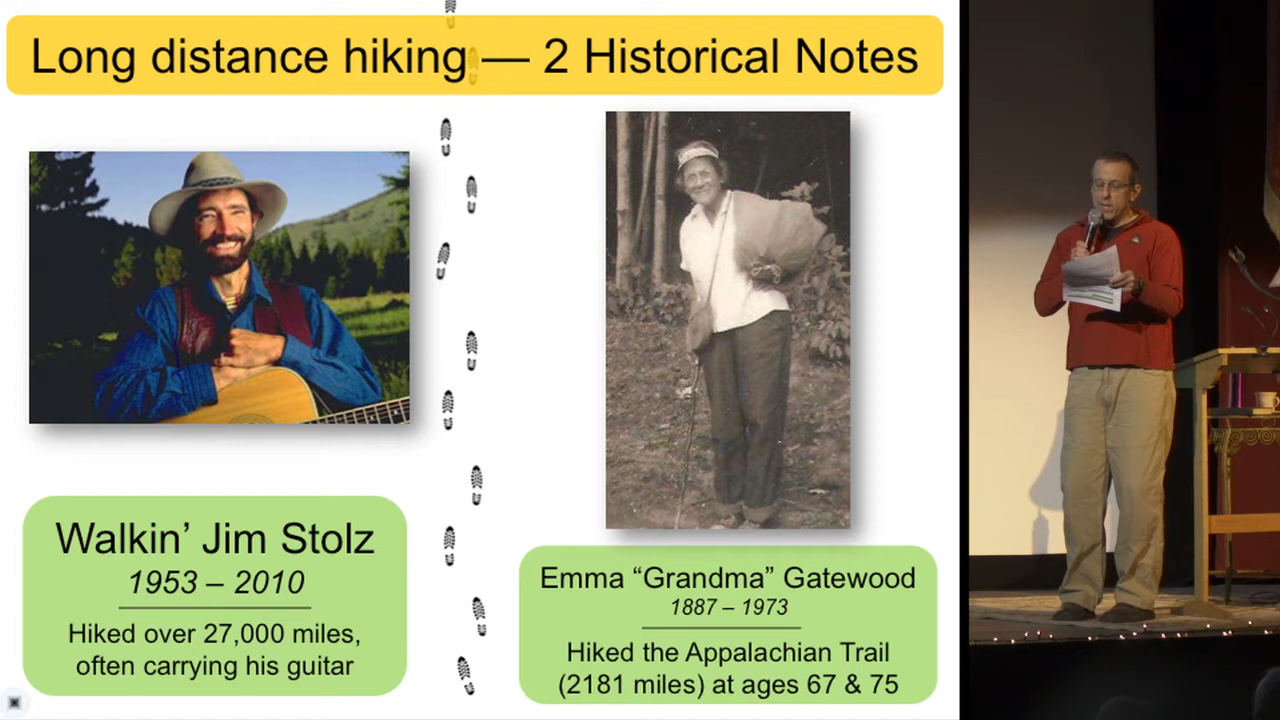 Long distance hiking — 2 Historical Notes
Walkin’ Jim Stolz
1953 – 2010
Hiked over 27,000 miles,
often carrying his guitar
Emma “Grandma” Gatewood
1887 – 1973
Hiked the Appalachian Trail
(2181 miles) at ages 67 & 75